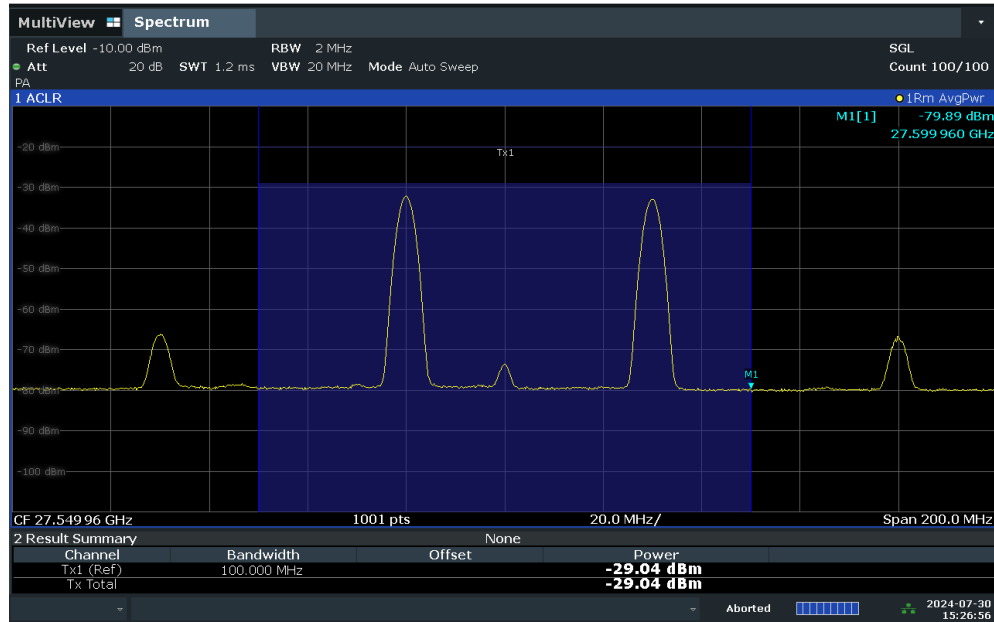 MultiView Spectrum
Ref Level -10.00 dBm RBW 2 MHz SGL
Att 20 dB SWT 1.2 ms VBW 20 MHz Mode Auto Sweep Count 100/100
PA
1 ACLR 1Rm AvgPwr
M1[1] -79.89 dBm
27.599 960 GHz
-20 dBm
Tx1
-30 dBm
-40 dBm
-50 dBm
-60 dBm
-70 dBm
M1
-80 dBm
-90 dBm
-100 dBm
CF 27.549 96 GHz 1001 pts 20.0 MHz/ Span 200.0 MHz
2 Result Summary None
Channel Bandwidth Offset Power
Tx1 (Ref) 100.000 MHz -29.04 dBm
Tx Total -29.04 dBm
Aborted 2024-07-30
15:26:56